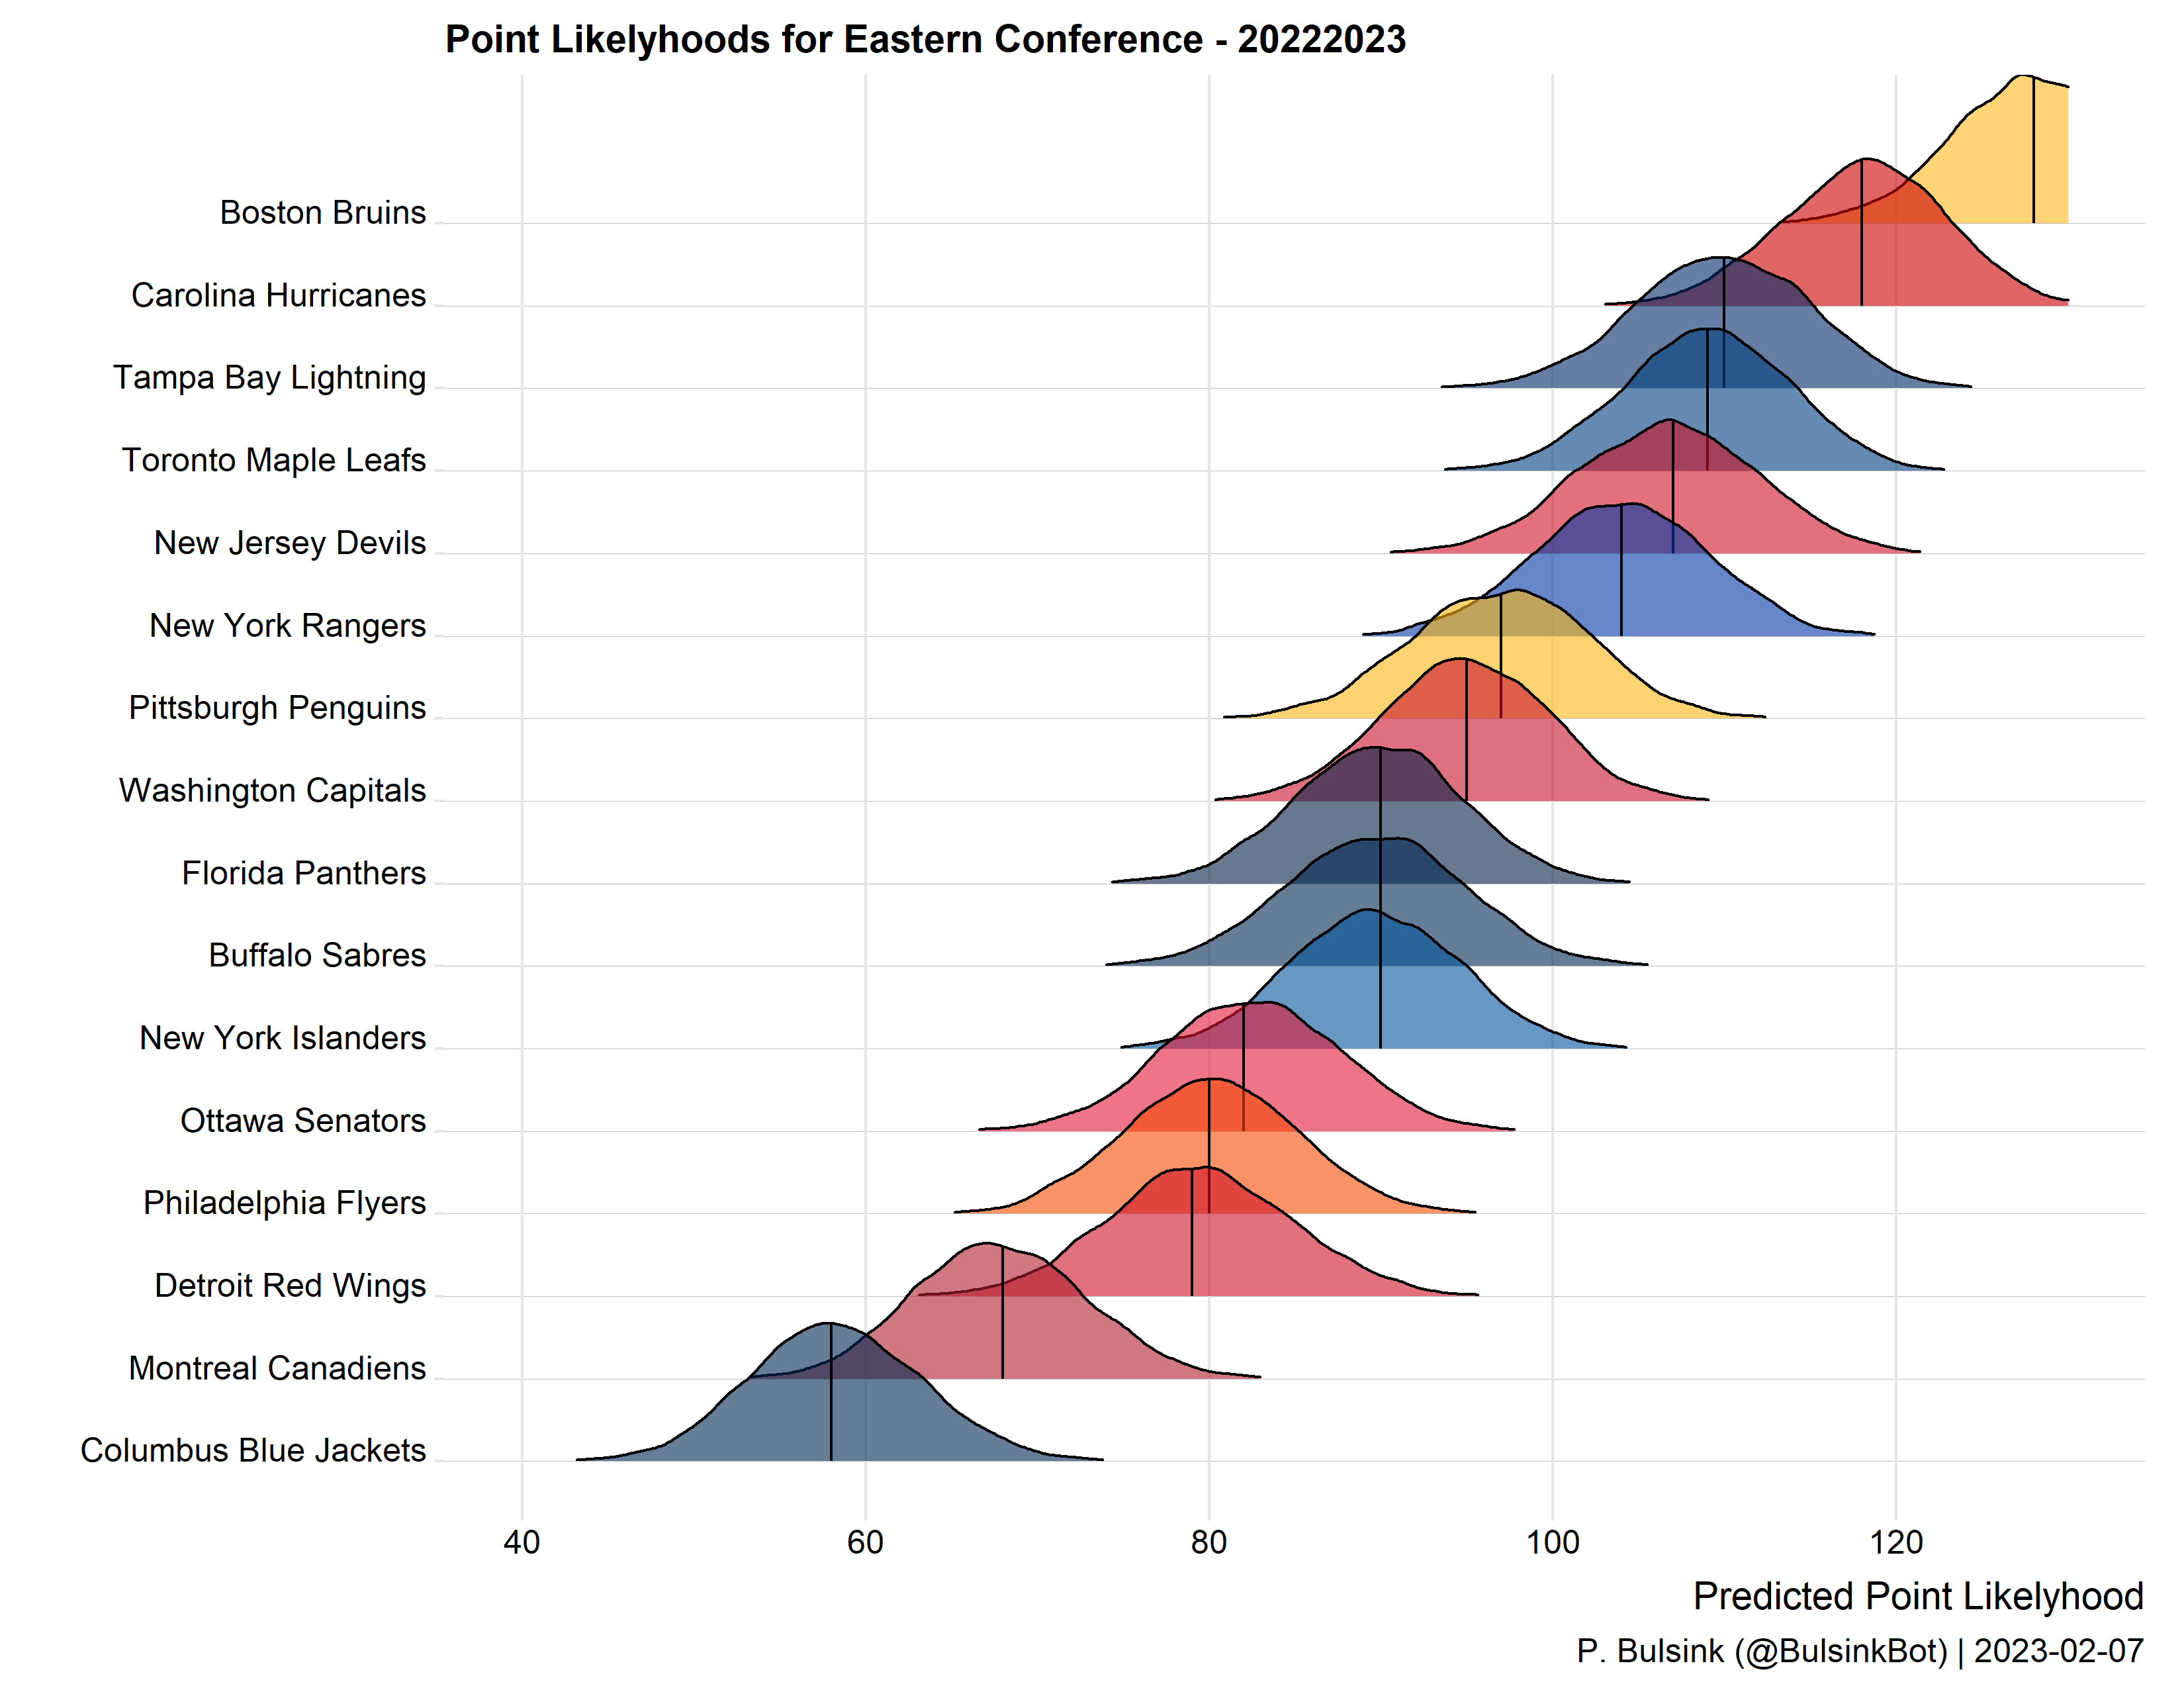 Point Likelyhoods for Eastern Conference - 20222023
Boston Bruins
Carolina Hurricanes
Tampa Bay Lightning
Toronto Maple Leafs
New Jersey Devils
New York Rangers
Pittsburgh Penguins
Washington Capitals
Florida Panthers
Buffalo Sabres
New York Islanders
Ottawa Senators
Philadelphia Flyers
Detroit Red Wings
Montreal Canadiens
Columbus Blue Jackets
40 60 80 100 120
Predicted Point Likelyhood
P. Bulsink (@BulsinkBot) | 2023-02-07